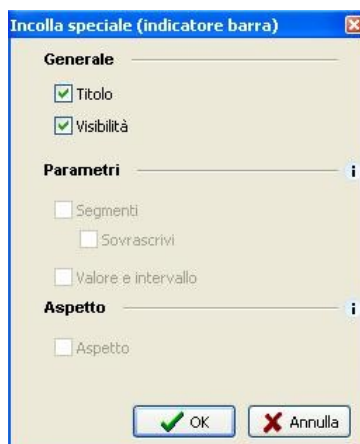 Incolla speciale (indicatore barra)
Generale
Titolo
Visibilità
Parametri
Segmenti
Sovrascrivi
Valore e intervallo
Aspetto
Aspetto
OK
Annulla